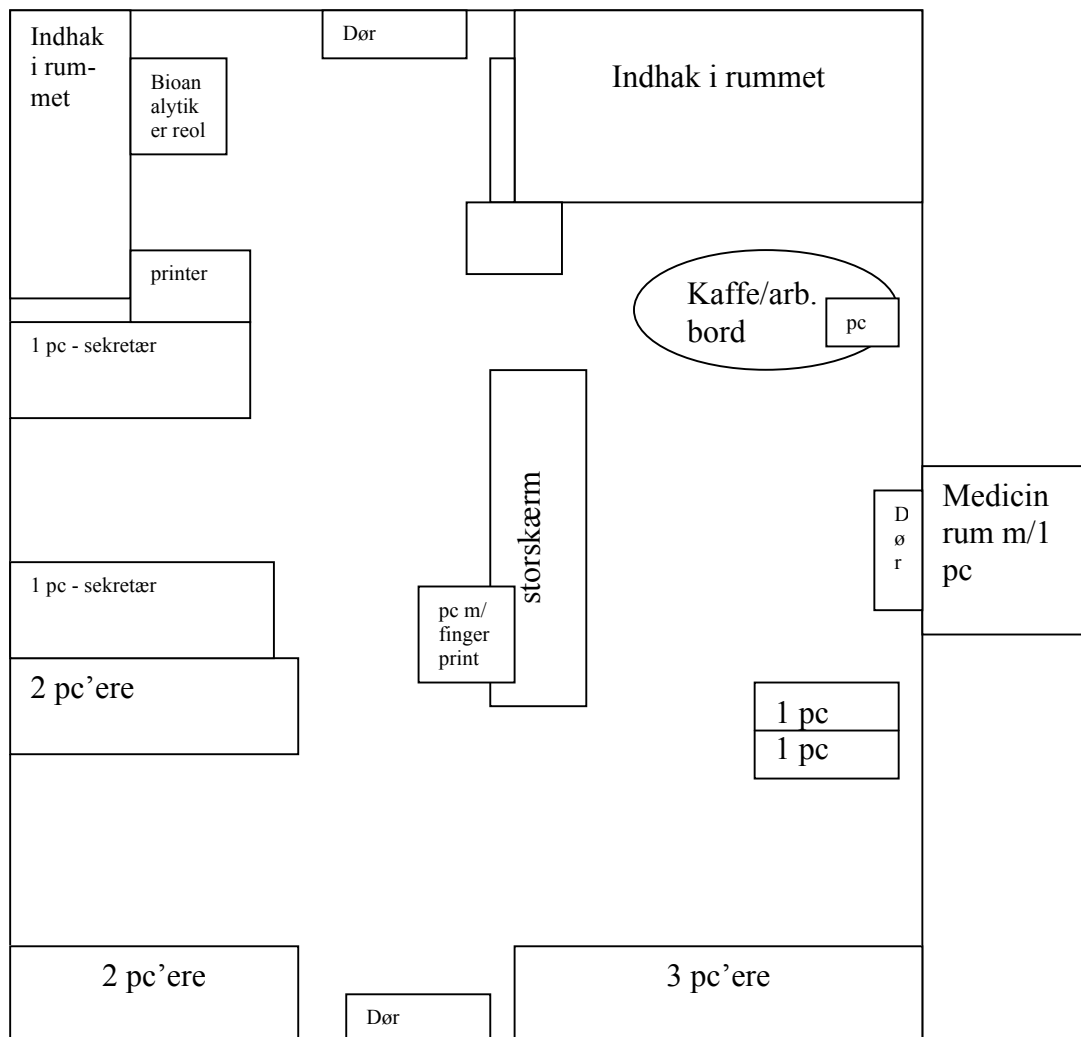 Indhak
i rum-
met
Dør
Indhak i rummet
Bioan
alytik
er reol
printer
Kaffe/arb.
bord
pc
1 pc - sekretær
storskærm
Medicin
rum m/1
pc
D
ø
r
1 pc - sekretær
pc m/
finger
print
2 pc’ere
1 pc
1 pc
2 pc’ere
3 pc’ere
Dør